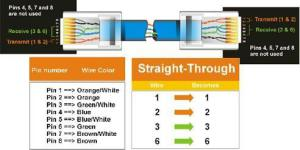 Pins 4, 5, 7 and 8
are not used
Receive (3 & 6)
Transmit (1 & 2)
Transmit (1 & 2)
Receive (3 & 6)
Pins 4, 5, 7 and 8
are not used
Pin number Wire Color
Pin 1 ==> Orange/White
Pin 2 ==> Orange
Pin 3 ==> Green/White
Pin 4 ==> Blue
Pin 5 ==> Blue/White
Pin 6 ==> Green
Pin 7 ==> Brown/White
Pin 8 ==> Brown
Straight-Through
Wire Becomes
1 1
2 2
3 3
6 6